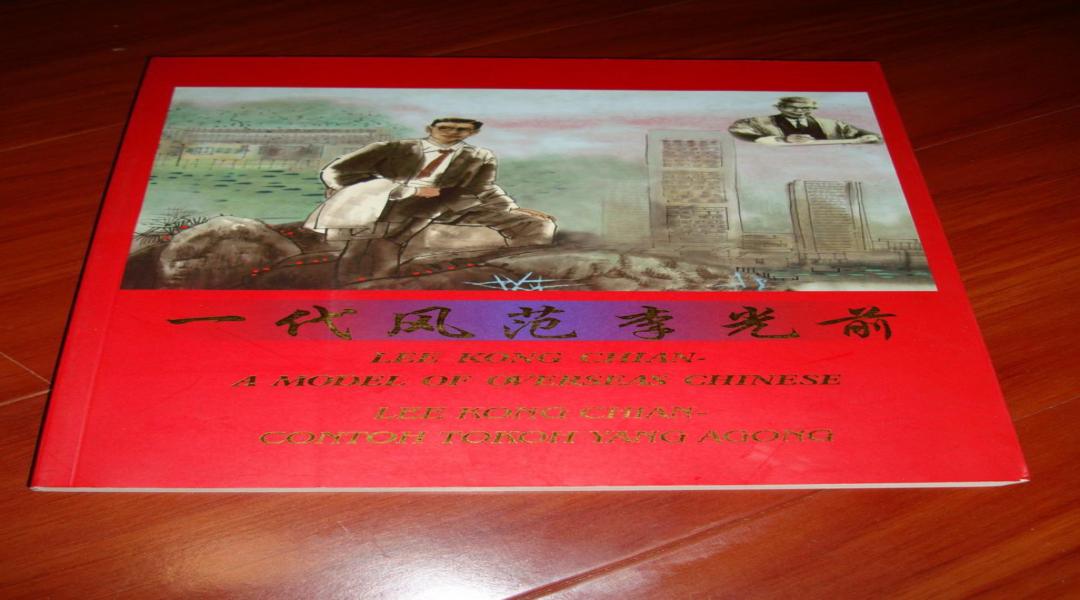 一代风范李光前
LEE KONG CHIAN-
A MODEL OF OVERSEAS CHINESE
LEE KONG CHIAN-
CONTOH TOKOH YANG AGONG